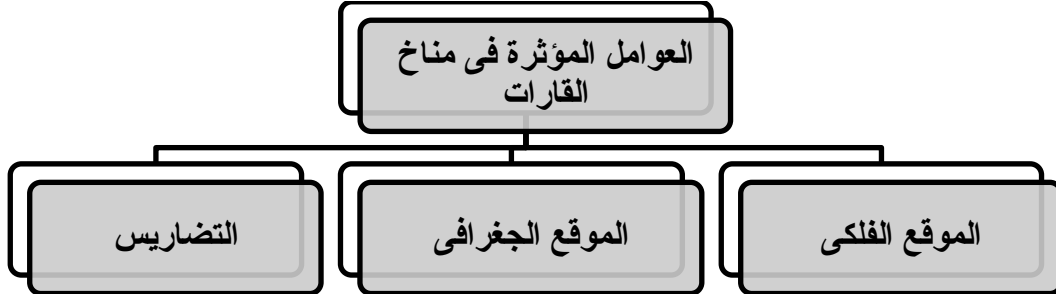 العوامل المؤثرة فى مناخ
القارات
الموقع الفلكى
الموقع الجغرافى
التضاريس